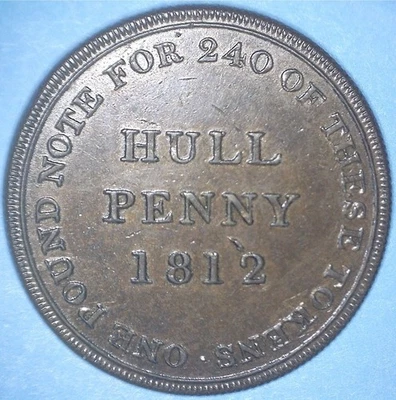 ONE POUND NOTE FOR 240 OF THESE TOKENS
HULL
PENNY
1812